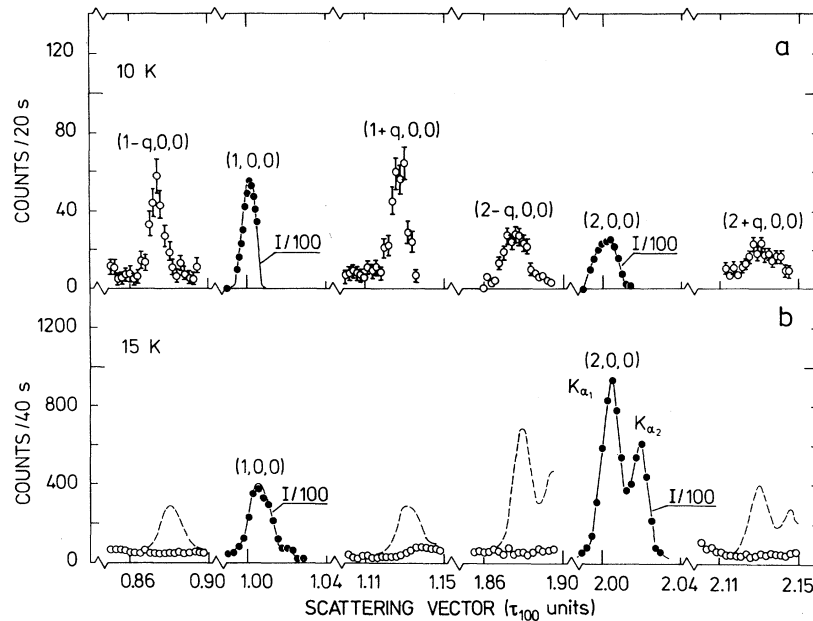 120
80
40
0
COUNTS/20 s
10 K
a
(1-q,0,0)
(1,0,0)
I/100
(1+q,0,0)
(2-q,0,0)
(2,0,0)
I/100
(2+q,0,0)
1200
800
400
0
COUNTS/40 s
15 K
b
(1,0,0)
I/100
(2,0,0)
Kα1
Kα2
I/100
0.86 0.90 1.00 1.04 1.11 1.15 1.86 1.90 2.00 2.04 2.11 2.15
SCATTERING VECTOR (τ100 units)